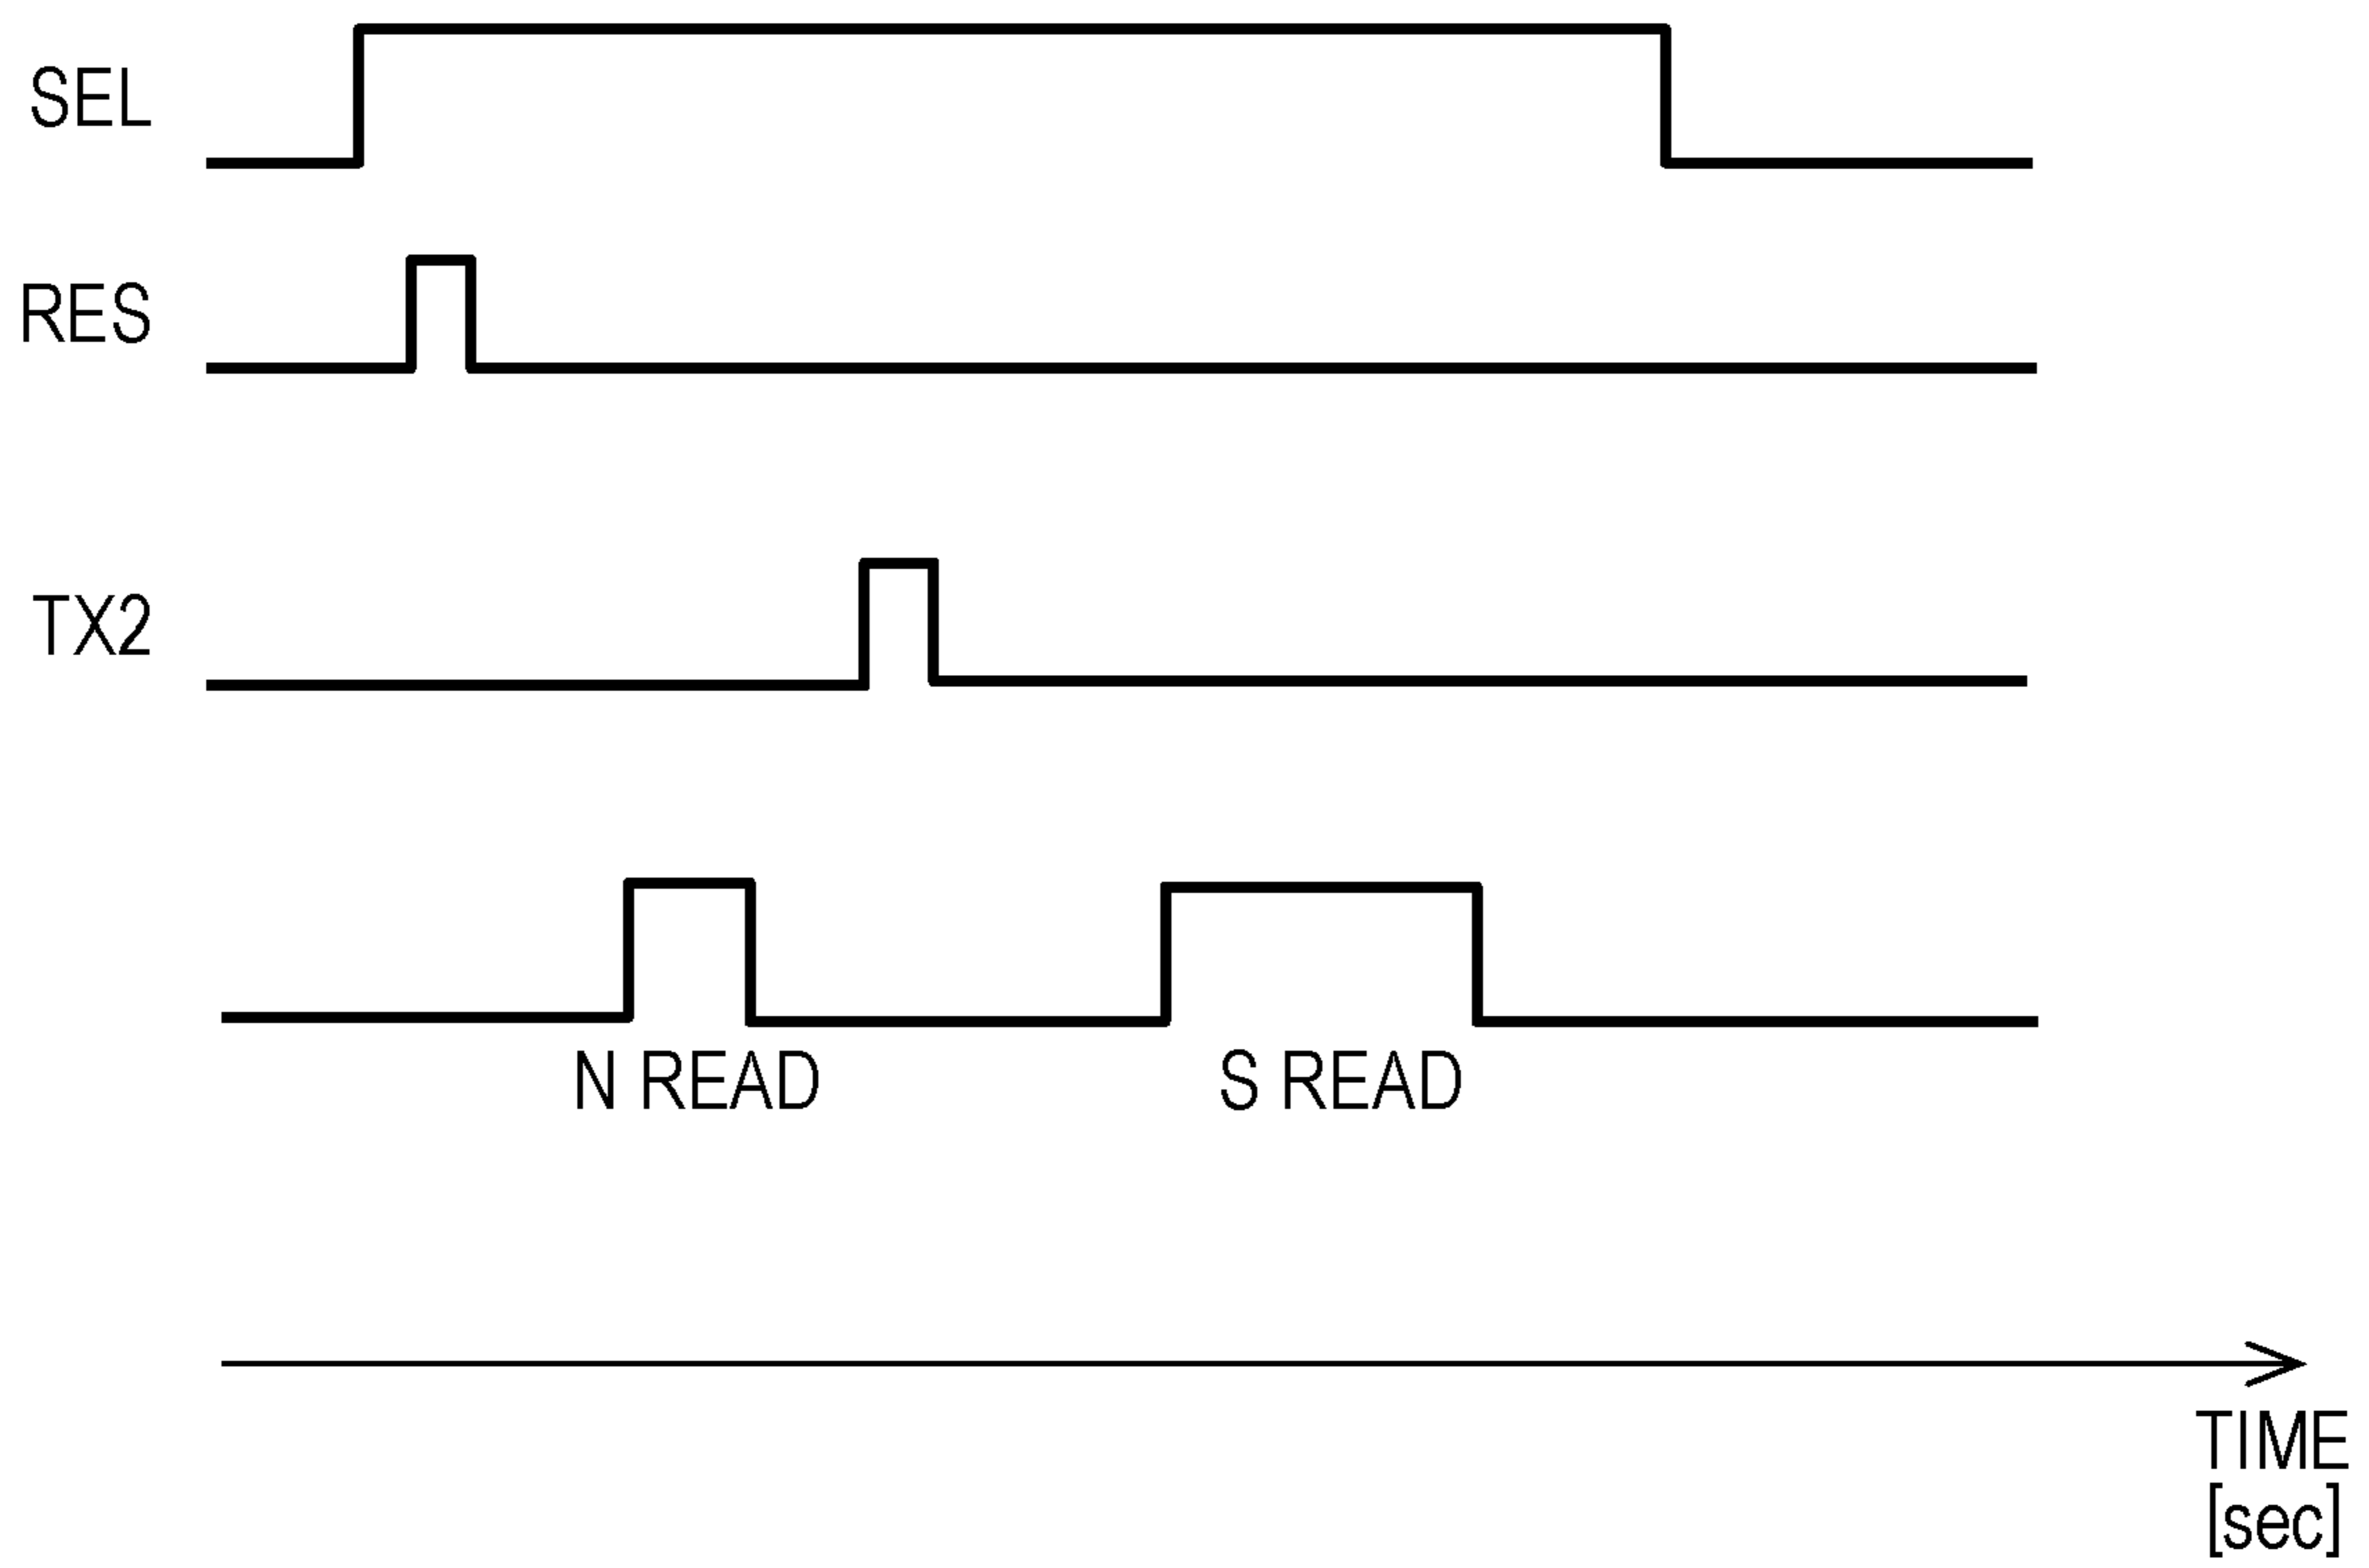 SEL
RES
TX2
N READ S READ
TIME
[sec]